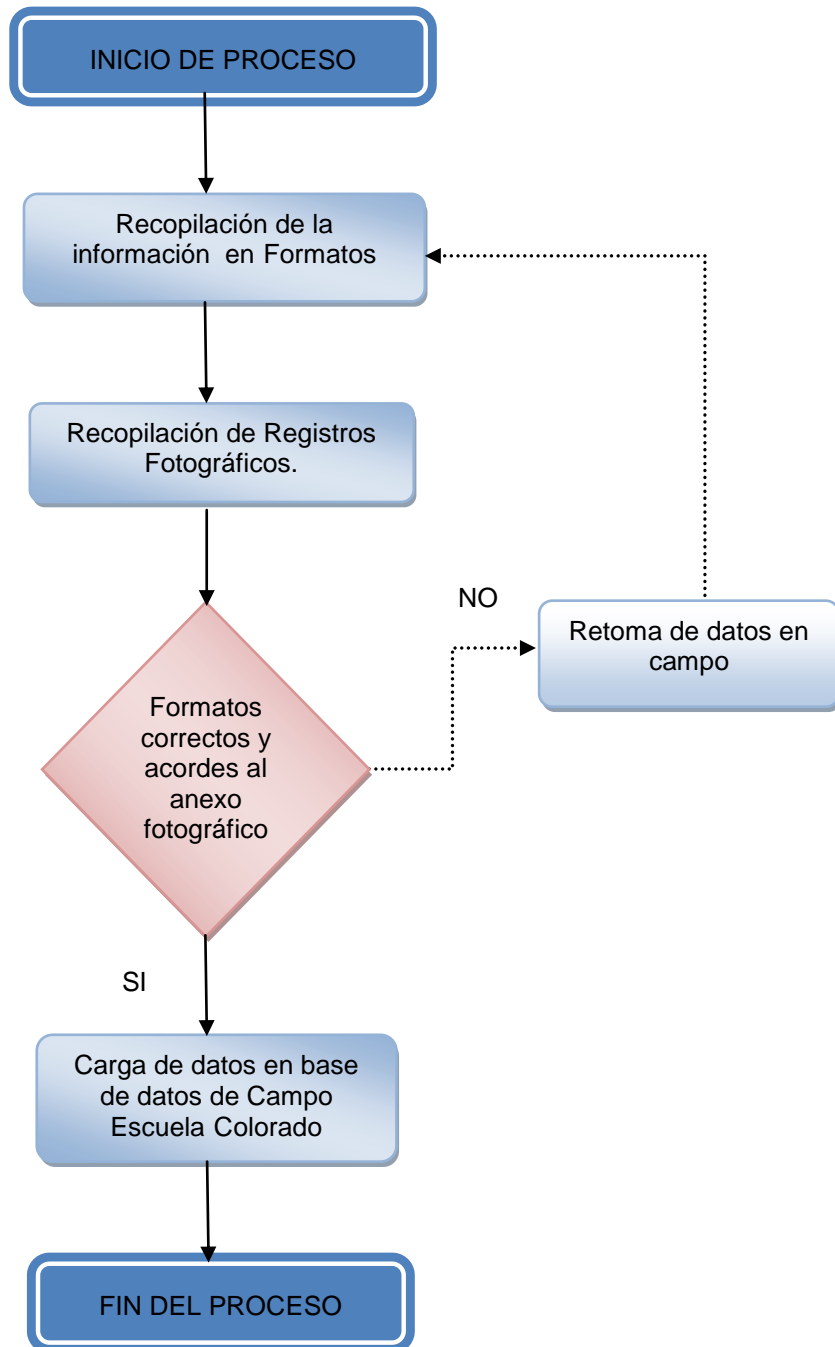 INICIO DE PROCESO
Recopilación de la
información  en Formatos
Recopilación de Registros
Fotográficos.
NO
Retoma de datos en
campo
Formatos
correctos y
acordes al
anexo
fotográfico
SI
Carga de datos en base
de datos de Campo
Escuela Colorado
FIN DEL PROCESO